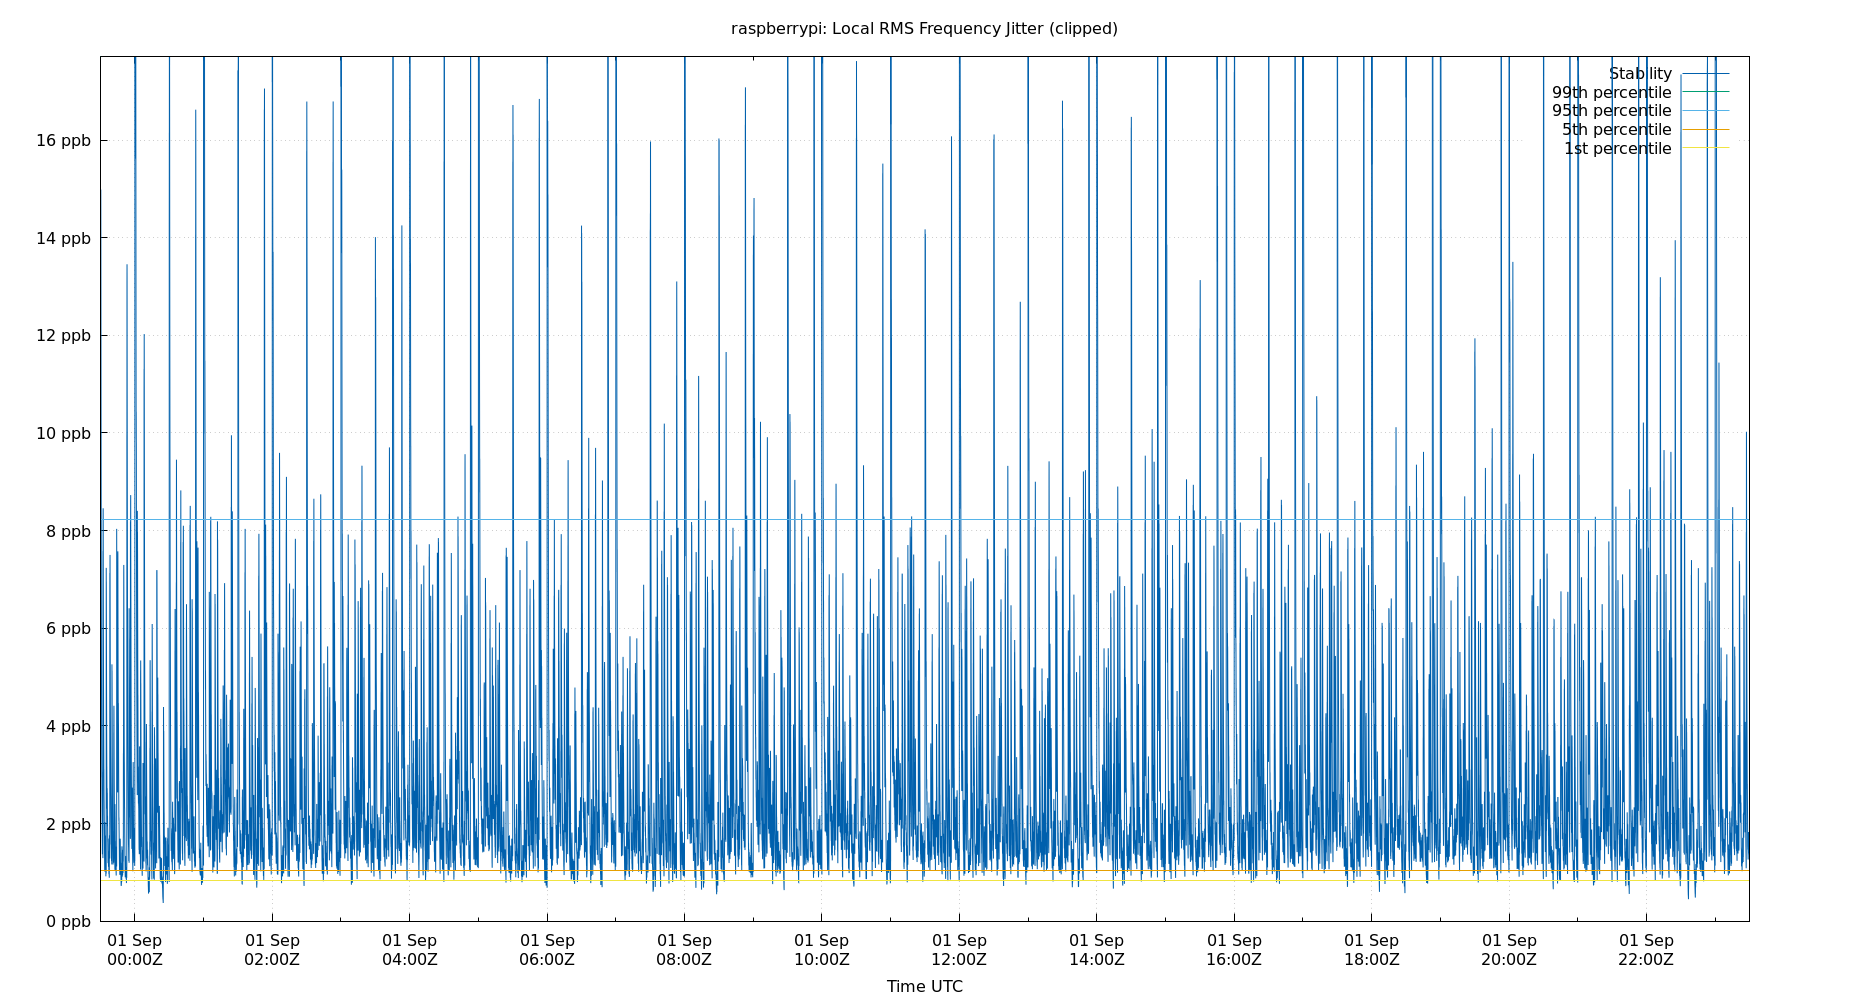 raspberrypi: Local RMS Frequency Jitter (clipped)
Stability
99th percentile
95th percentile
5th percentile
1st percentile
16 ppb
14 ppb
12 ppb
10 ppb
8 ppb
6 ppb
4 ppb
2 ppb
0 ppb
01 Sep 01 Sep 01 Sep 01 Sep 01 Sep 01 Sep 01 Sep 01 Sep 01 Sep 01 Sep 01 Sep 01 Sep
00:00Z 02:00Z 04:00Z 06:00Z 08:00Z 10:00Z 12:00Z 14:00Z 16:00Z 18:00Z 20:00Z 22:00Z
Time UTC